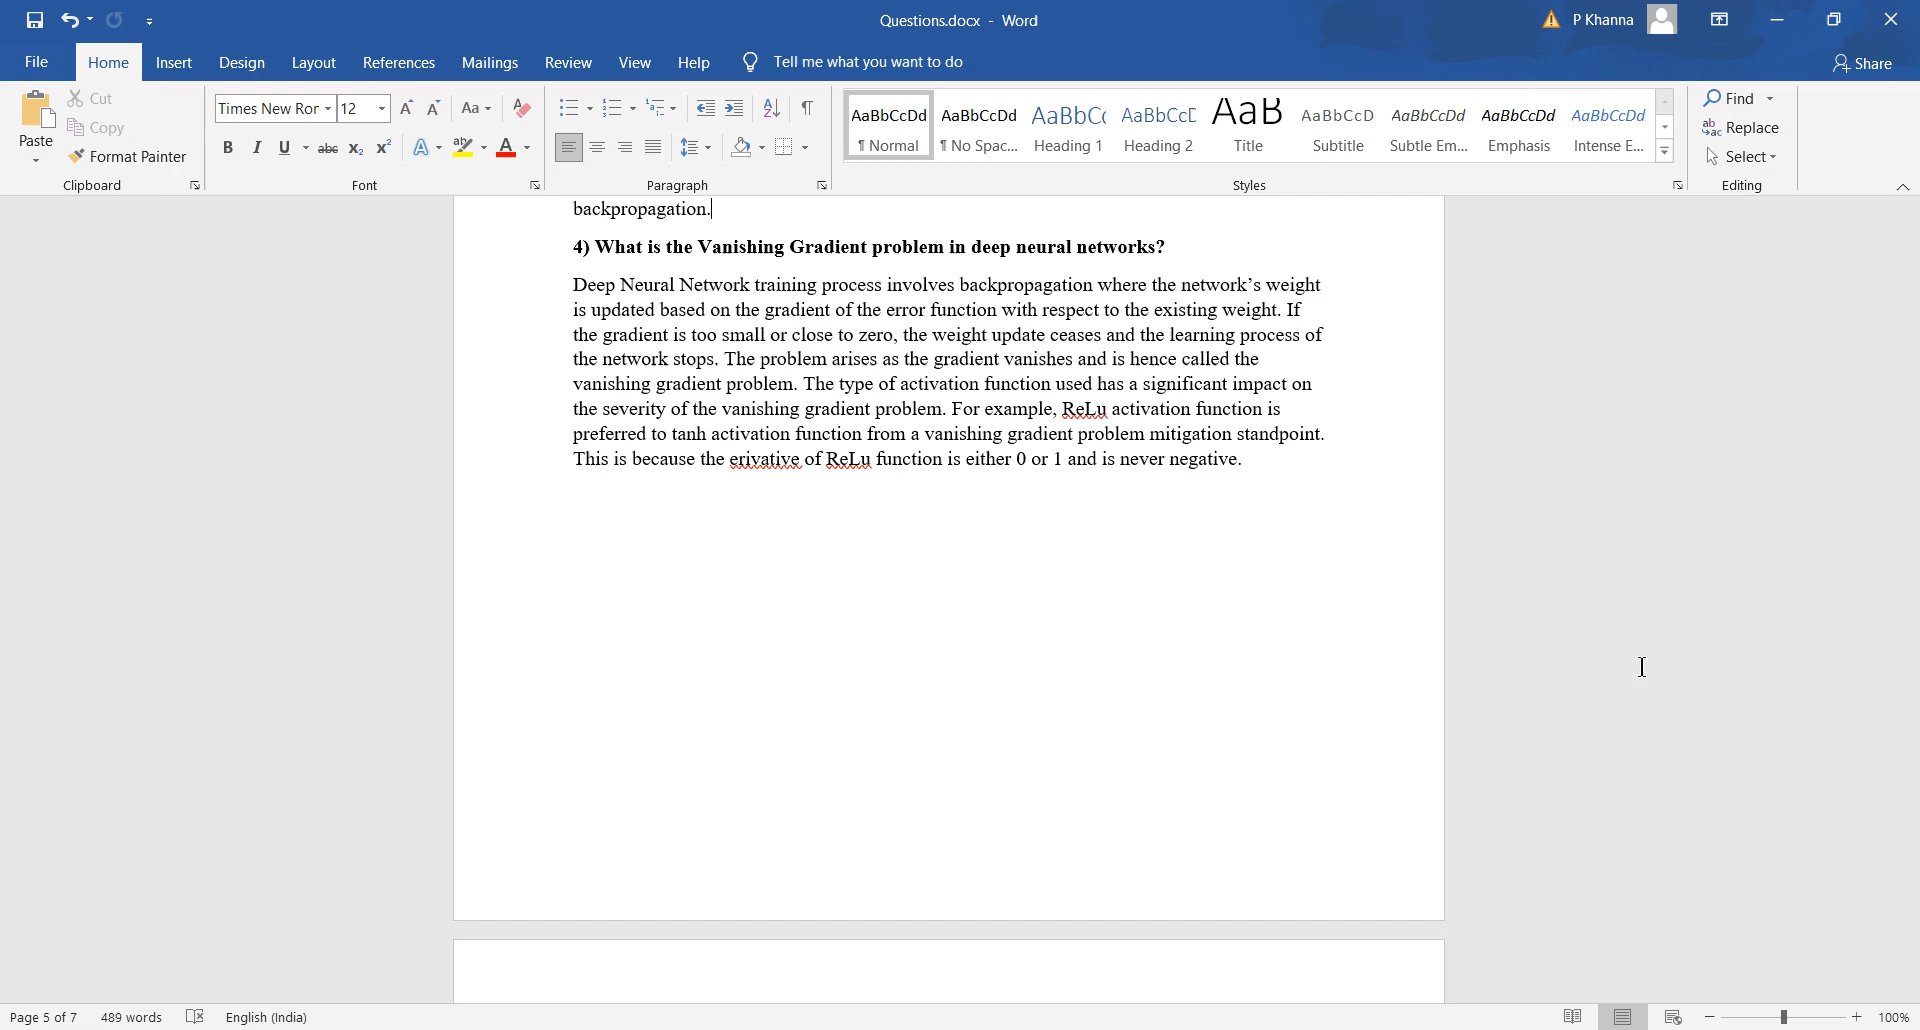 Questions.docx - Word
P Khanna
File Home Insert Design Layout References Mailings Review View Help Tell me what you want to do Share
Paste
Cut
Copy
Format Painter
Clipboard
Times New Ror 12
Font
Paragraph
AaBbCcDd AaBbCcDd AaBbCc AaBbCcE AaB AaBbCcD AaBbCcDd AaBbCcDd AaBbCcDd
¶ Normal ¶ No Spac... Heading 1 Heading 2 Title Subtitle Subtle Em... Emphasis Intense E...
Styles
Find
Replace
Select
Editing
backpropagation.
4) What is the Vanishing Gradient problem in deep neural networks?
Deep Neural Network training process involves backpropagation where the network’s weight
is updated based on the gradient of the error function with respect to the existing weight. If
the gradient is too small or close to zero, the weight update ceases and the learning process of
the network stops. The problem arises as the gradient vanishes and is hence called the
vanishing gradient problem. The type of activation function used has a significant impact on
the severity of the vanishing gradient problem. For example, ReLu activation function is
preferred to tanh activation function from a vanishing gradient problem mitigation standpoint.
This is because the erivative of ReLu function is either 0 or 1 and is never negative.
Page 5 of 7 489 words English (India) 100%